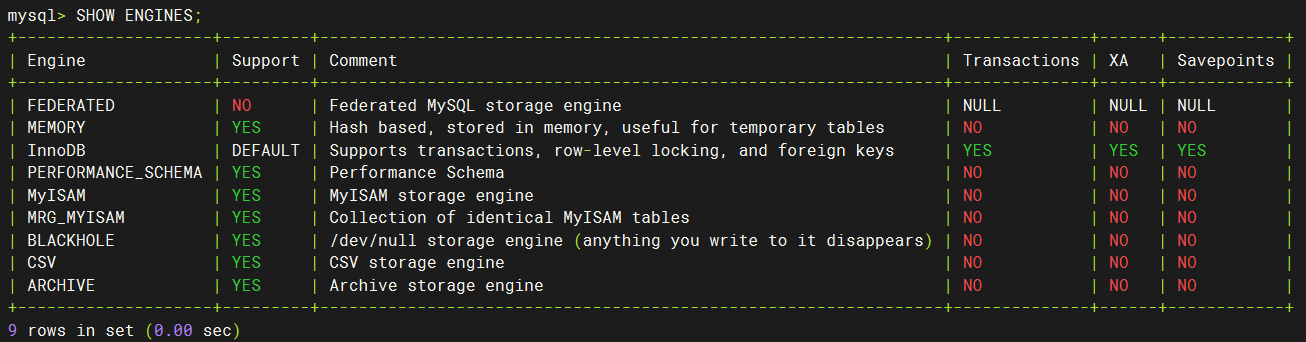 mysql> SHOW ENGINES;
+--------------------+---------+----------------------------------------------------------------+--------------+------+------------+
| Engine             | Support | Comment                                                        | Transactions | XA   | Savepoints |
+--------------------+---------+----------------------------------------------------------------+--------------+------+------------+
| FEDERATED          | NO      | Federated MySQL storage engine                                 | NULL         | NULL | NULL       |
| MEMORY             | YES     | Hash based, stored in memory, useful for temporary tables      | NO           | NO   | NO         |
| InnoDB             | DEFAULT | Supports transactions, row-level locking, and foreign keys     | YES          | YES  | YES        |
| PERFORMANCE_SCHEMA | YES     | Performance Schema                                             | NO           | NO   | NO         |
| MyISAM             | YES     | MyISAM storage engine                                          | NO           | NO   | NO         |
| MRG_MYISAM         | YES     | Collection of identical MyISAM tables                          | NO           | NO   | NO         |
| BLACKHOLE          | YES     | /dev/null storage engine (anything you write to it disappears) | NO           | NO   | NO         |
| CSV                | YES     | CSV storage engine                                             | NO           | NO   | NO         |
| ARCHIVE            | YES     | Archive storage engine                                         | NO           | NO   | NO         |
+--------------------+---------+----------------------------------------------------------------+--------------+------+------------+
9 rows in set (0.00 sec)